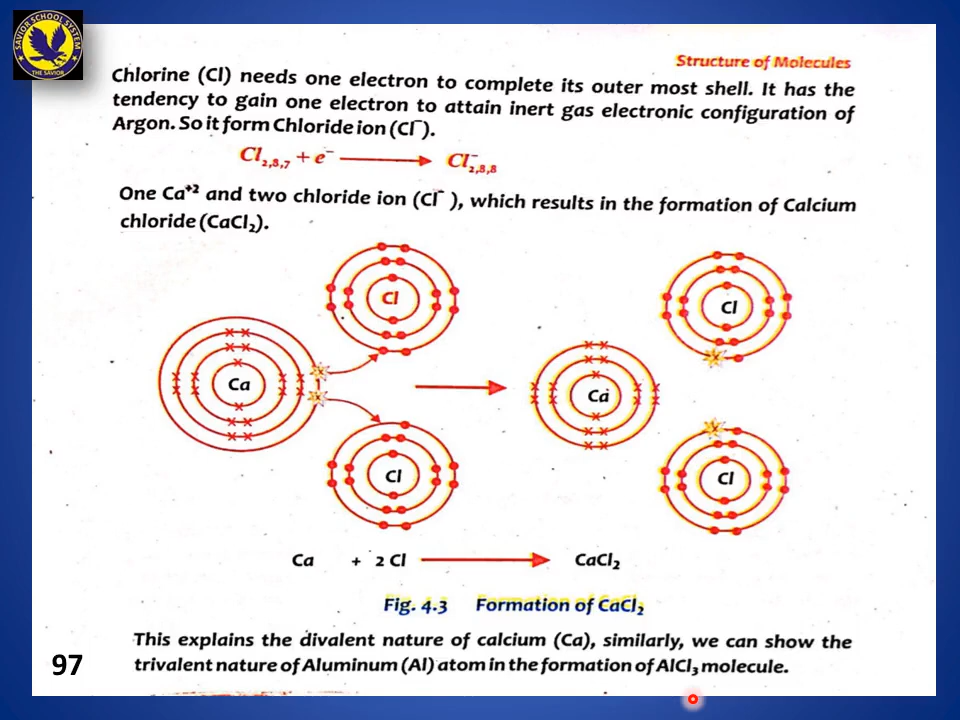 SAVIOR SCHOOL SYSTEM
THE SAVIOR
Structure of Molecules
Chlorine (Cl) needs one electron to complete its outer most shell. It has the
tendency to gain one electron to attain inert gas electronic configuration of
Argon. So it form Chloride ion (Cl⁻).
Cl₂,₈,₇ + e⁻ ⟶ Cl⁻₂,₈,₈
One Ca⁺² and two chloride ion (Cl⁻ ), which results in the formation of Calcium
chloride (CaCl₂).
Cl
Cl
Ca
Ca
Cl
Cl
Ca + 2 Cl ⟶ CaCl₂
Fig. 4.3 Formation of CaCl₂
This explains the divalent nature of calcium (Ca), similarly, we can show the
trivalent nature of Aluminum (Al) atom in the formation of AlCl₃ molecule.
97